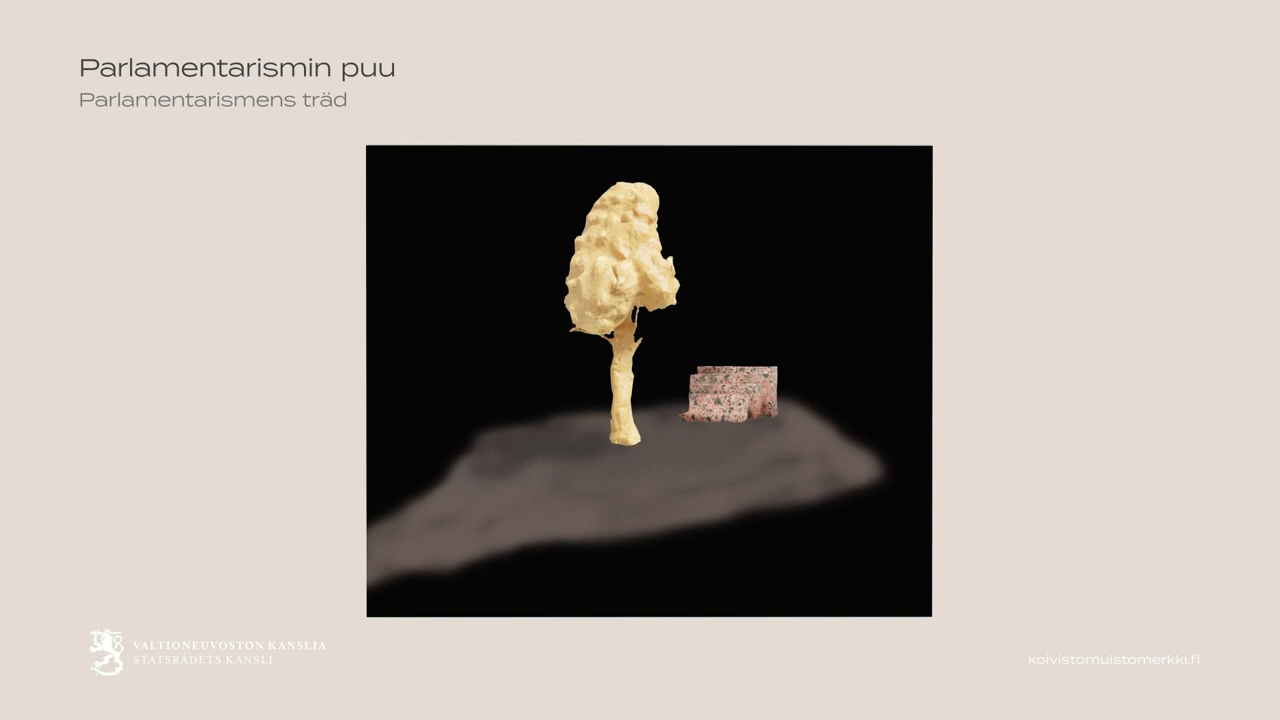 Parlamentarismin puu
Parlamentarismens träd
VALTIONEUVOSTON KANSLIA
STATSRÅDETS KANSLI
koivistomuistomerkki.fi